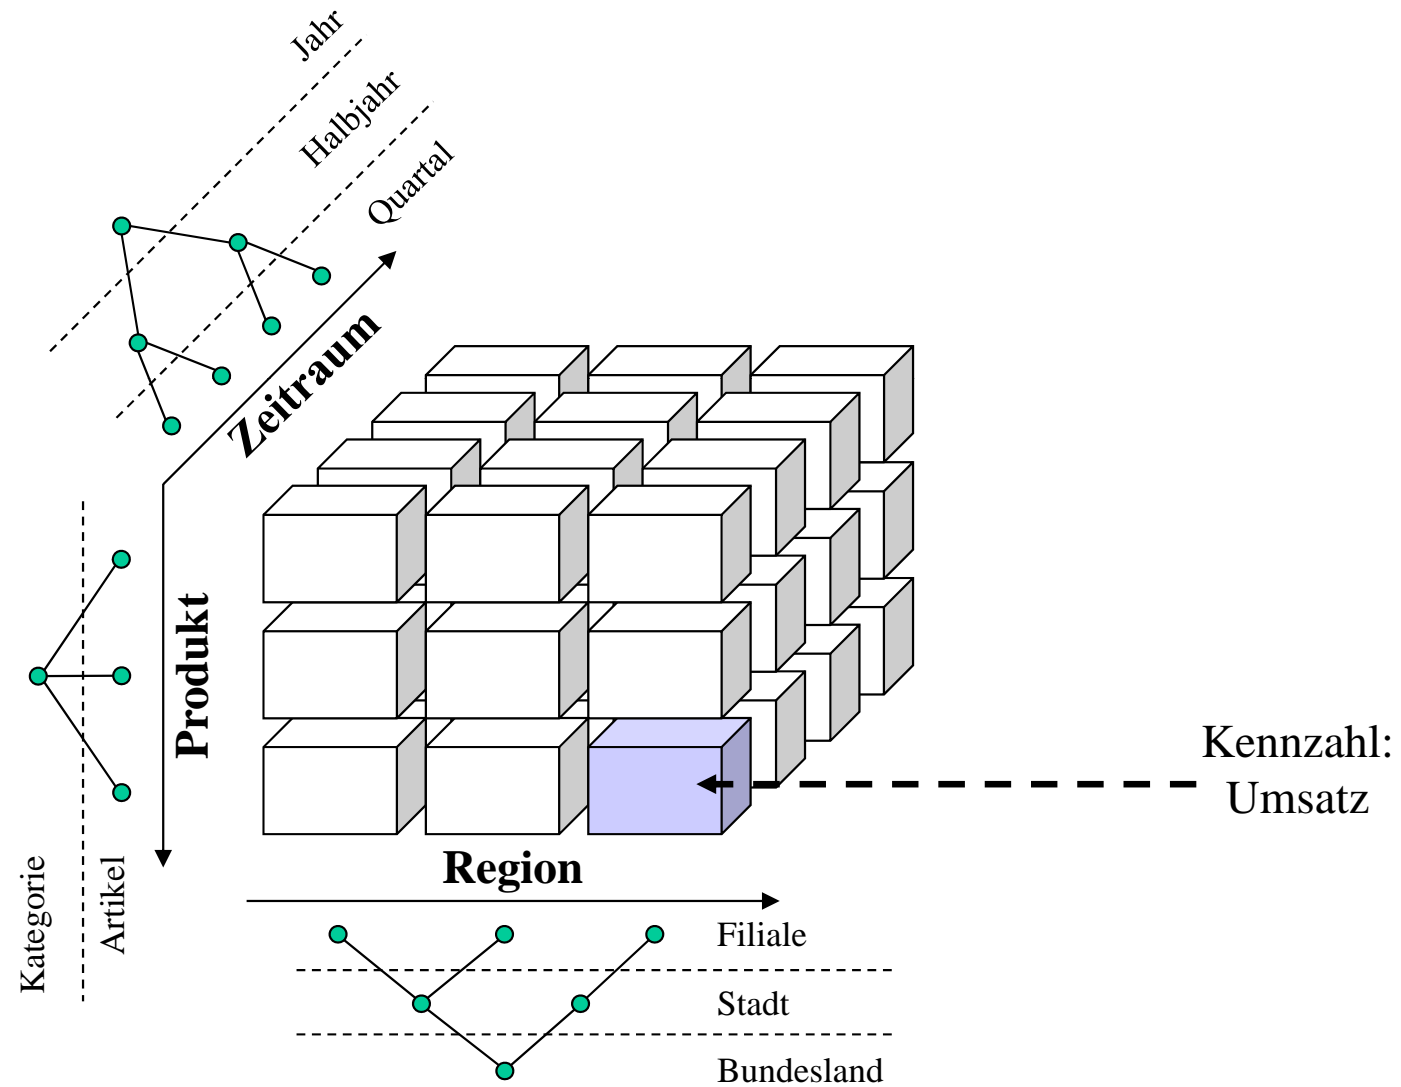 Jahr
Halbjahr
Quartal
Zeitraum
Produkt
Kategorie
Artikel
Kennzahl:
Umsatz
Region
Filiale
Stadt
Bundesland